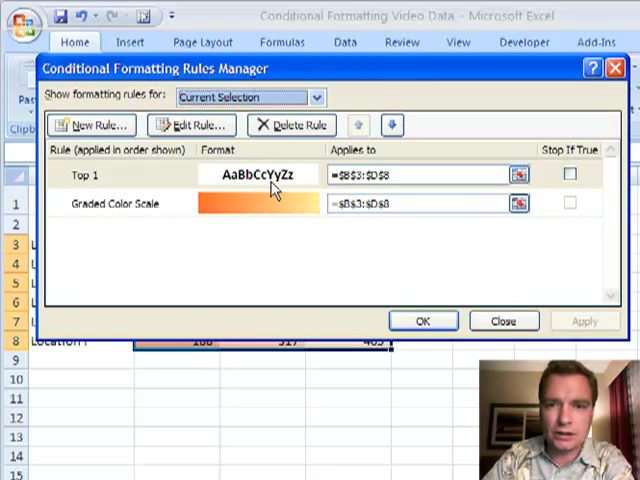 Conditional Formatting Video Data - Microsoft Excel
Home Insert Page Layout Formulas Data Review View Developer Add-Ins
Conditional Formatting Rules Manager
Show formatting rules for: Current Selection
New Rule... Edit Rule... Delete Rule
Rule (applied in order shown) Format Applies to Stop If True
Top 1 AaBbCcYyZz =$B$3:$D$8
Graded Color Scale =$B$3:$D$8
OK Close Apply
1
2
3
4
5
6
7
8
9
10
11
12
13
14
15